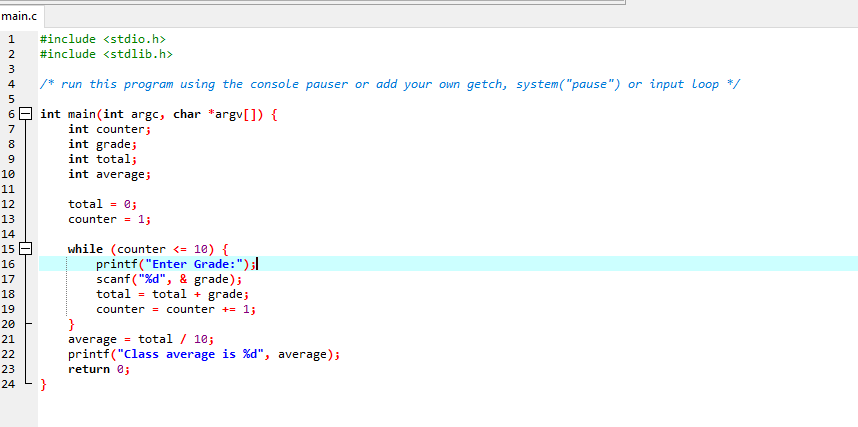 main.c
1 #include <stdio.h>
2 #include <stdlib.h>
3
4 /* run this program using the console pauser or add your own getch, system("pause") or input loop */
5
6 int main(int argc, char *argv[]) {
7 int counter;
8 int grade;
9 int total;
10 int average;
11
12 total = 0;
13 counter = 1;
14
15 while (counter <= 10) {
16 printf("Enter Grade:");
17 scanf("%d", & grade);
18 total = total + grade;
19 counter = counter += 1;
20 }
21 average = total / 10;
22 printf("Class average is %d", average);
23 return 0;
24 }